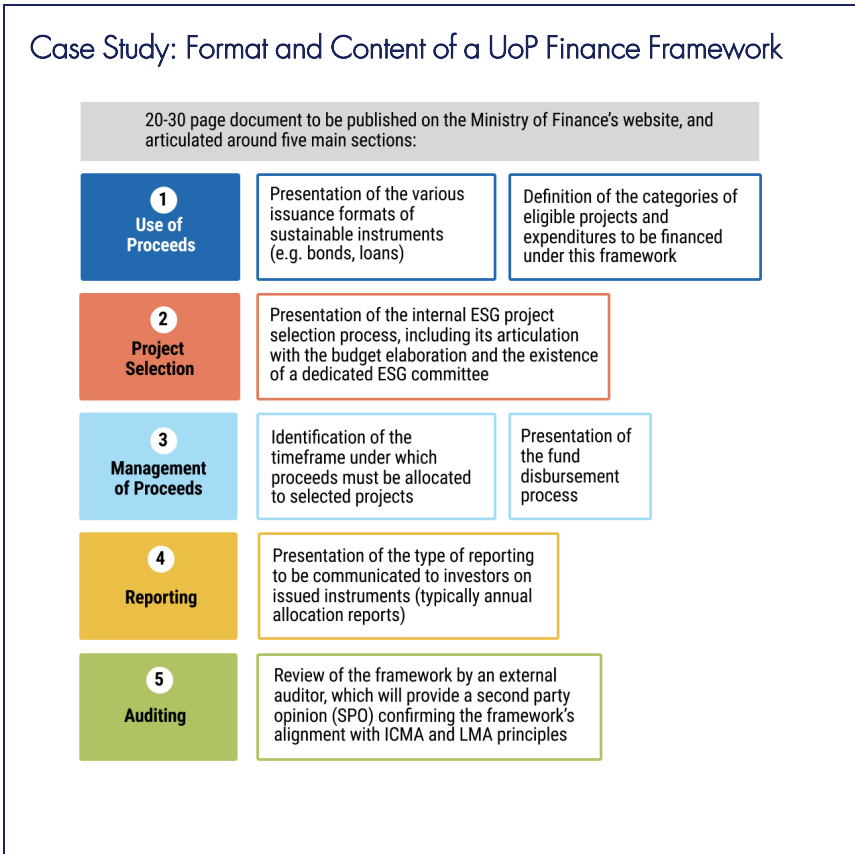 Case Study: Format and Content of a UoP Finance Framework
20-30 page document to be published on the Ministry of Finance's website, and
articulated around five main sections:
1
Use of
Proceeds
Presentation of the various
issuance formats of
sustainable instruments
(e.g. bonds, loans)
Definition of the categories of
eligible projects and
expenditures to be financed
under this framework
2
Project
Selection
Presentation of the internal ESG project
selection process, including its articulation
with the budget elaboration and the existence
of a dedicated ESG committee
3
Management
of Proceeds
Identification of the
timeframe under which
proceeds must be allocated
to selected projects
Presentation of
the fund
disbursement
process
4
Reporting
Presentation of the type of reporting
to be communicated to investors on
issued instruments (typically annual
allocation reports)
5
Auditing
Review of the framework by an external
auditor, which will provide a second party
opinion (SPO) confirming the framework's
alignment with ICMA and LMA principles